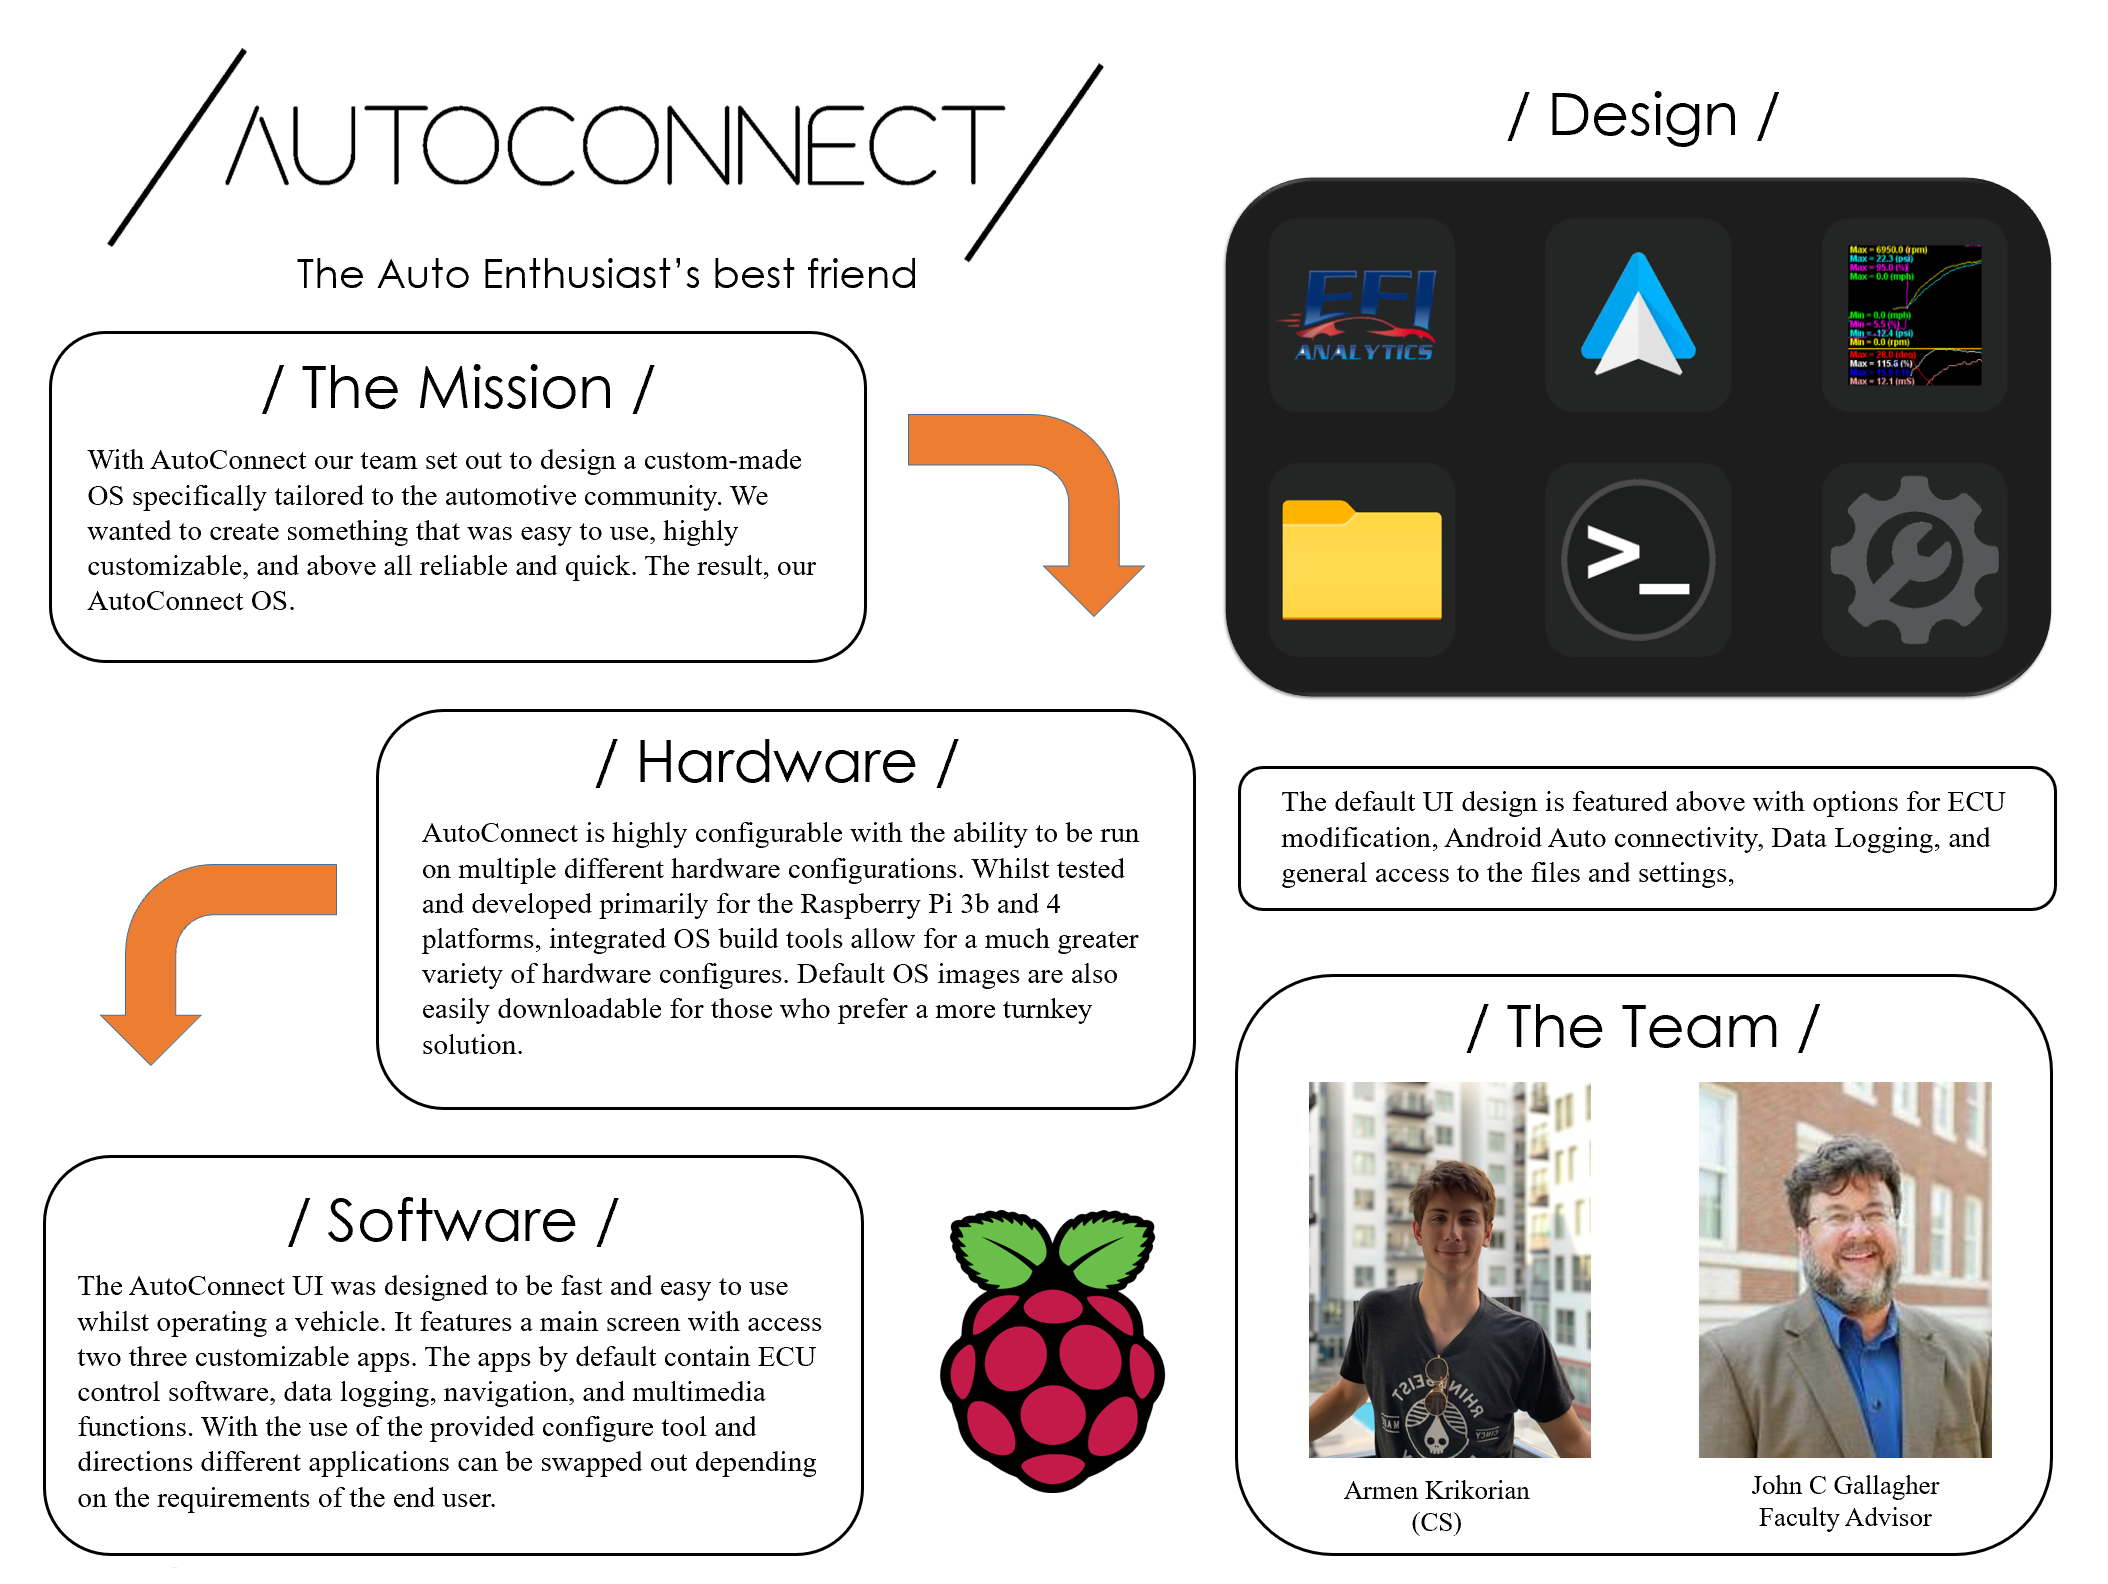 AUTOCONNECT
The Auto Enthusiast's best friend
/ The Mission /
With AutoConnect our team set out to design a custom-made
OS specifically tailored to the automotive community. We
wanted to create something that was easy to use, highly
customizable, and above all reliable and quick. The result, our
AutoConnect OS.
/ Hardware /
AutoConnect is highly configurable with the ability to be run
on multiple different hardware configurations. Whilst tested
and developed primarily for the Raspberry Pi 3b and 4
platforms, integrated OS build tools allow for a much greater
variety of hardware configures. Default OS images are also
easily downloadable for those who prefer a more turnkey
solution.
/ Software /
The AutoConnect UI was designed to be fast and easy to use
whilst operating a vehicle. It features a main screen with access
two three customizable apps. The apps by default contain ECU
control software, data logging, navigation, and multimedia
functions. With the use of the provided configure tool and
directions different applications can be swapped out depending
on the requirements of the end user.
/ Design /
EFI
ANALYTICS
Max = 6950.0 (rpm)
Max = 22.3 (psi)
Max = 95.0 (%)
Max = 0.0 (mph)
Min = 0.0 (mph)
Min = 5.5 (%)
Min = -12.4 (psi)
Min = 0.0 (rpm)
Max = 28.0 (deg)
Max = 115.6 (%)
Max = 12.1 (mS)
>_
The default UI design is featured above with options for ECU
modification, Android Auto connectivity, Data Logging, and
general access to the files and settings,
/ The Team /
RHINGEIST
CINCY
Armen Krikorian
(CS)
John C Gallagher
Faculty Advisor